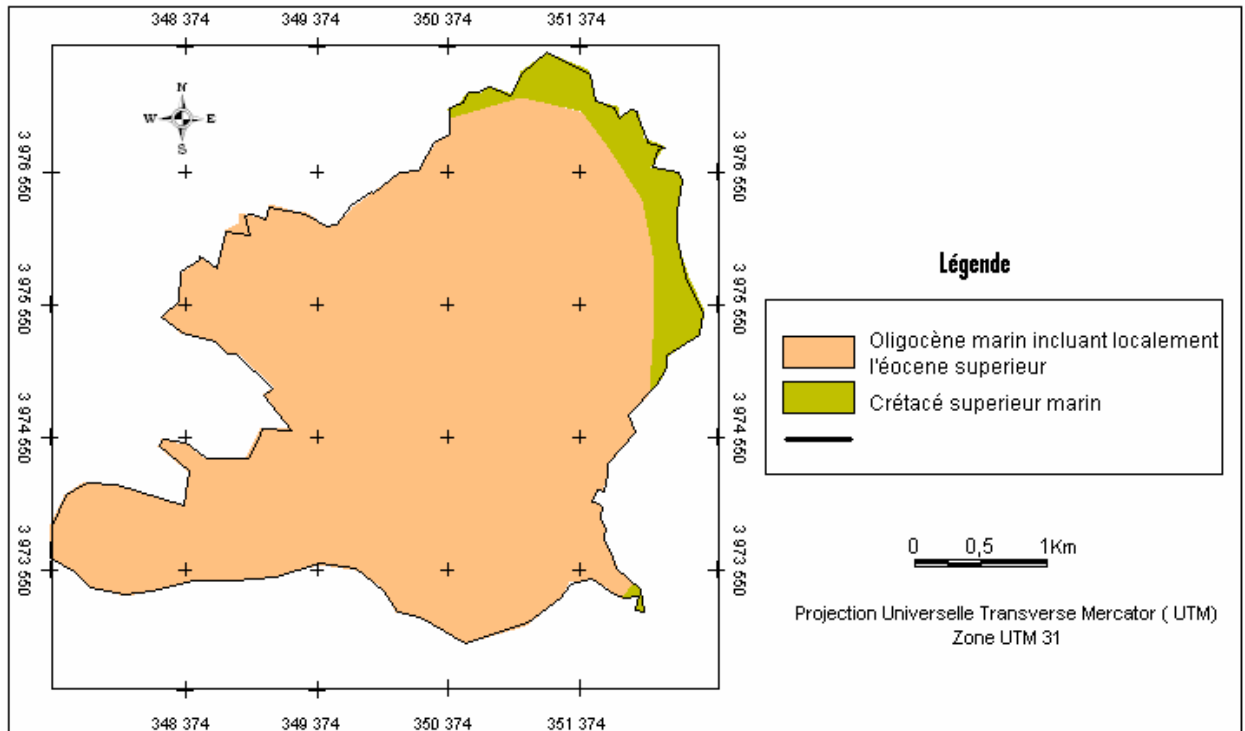 348 374 349 374 350 374 351 374
N
W E
S
3 976 550
3 975 550
3 974 550
3 973 550
3 976 550
3 975 550
3 974 550
3 973 550
348 374 349 374 350 374 351 374
Légende
Oligocène marin incluant localement
l'éocene superieur
Crétacé superieur marin
0 0,5 1Km
Projection Universelle Transverse Mercator ( UTM)
Zone UTM 31